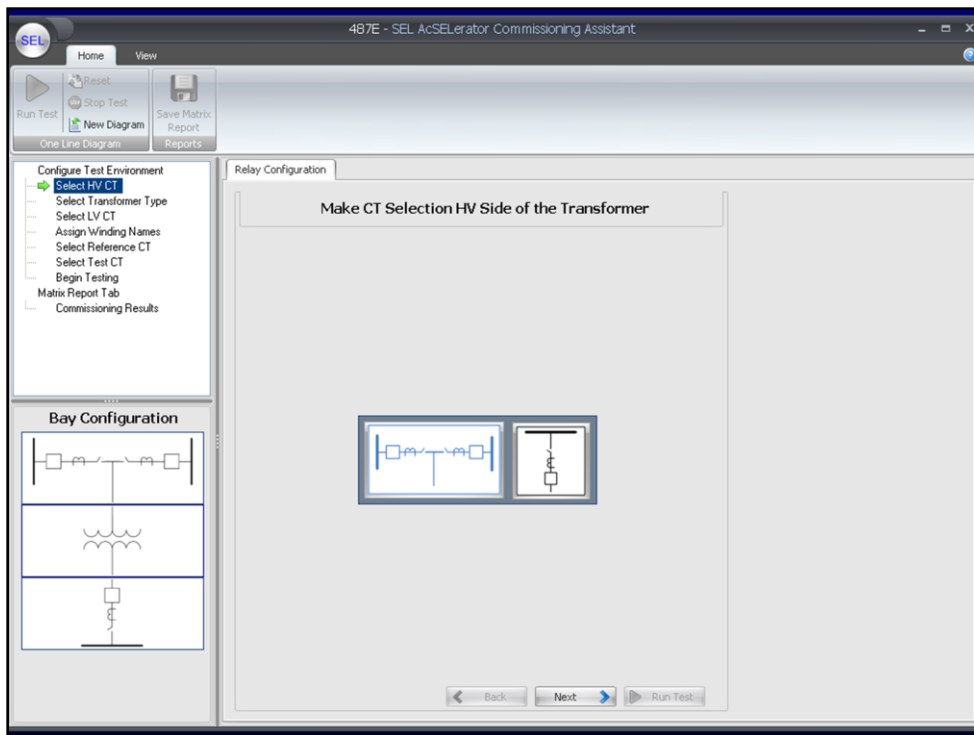 487E - SEL AcSELerator Commissioning Assistant
SEL
Home View
Run Test
Reset
Stop Test
New Diagram
Save Matrix
Report
One Line Diagram
Reports
Configure Test Environment
Select HV CT
Select Transformer Type
Select LV CT
Assign Winding Names
Select Reference CT
Select Test CT
Begin Testing
Matrix Report Tab
Commissioning Results
Bay Configuration
Relay Configuration
Make CT Selection HV Side of the Transformer
Back Next Run Test